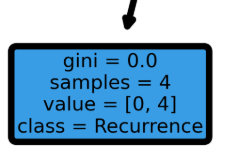 gini = 0.0
samples = 4
value = [0, 4]
class = Recurrence